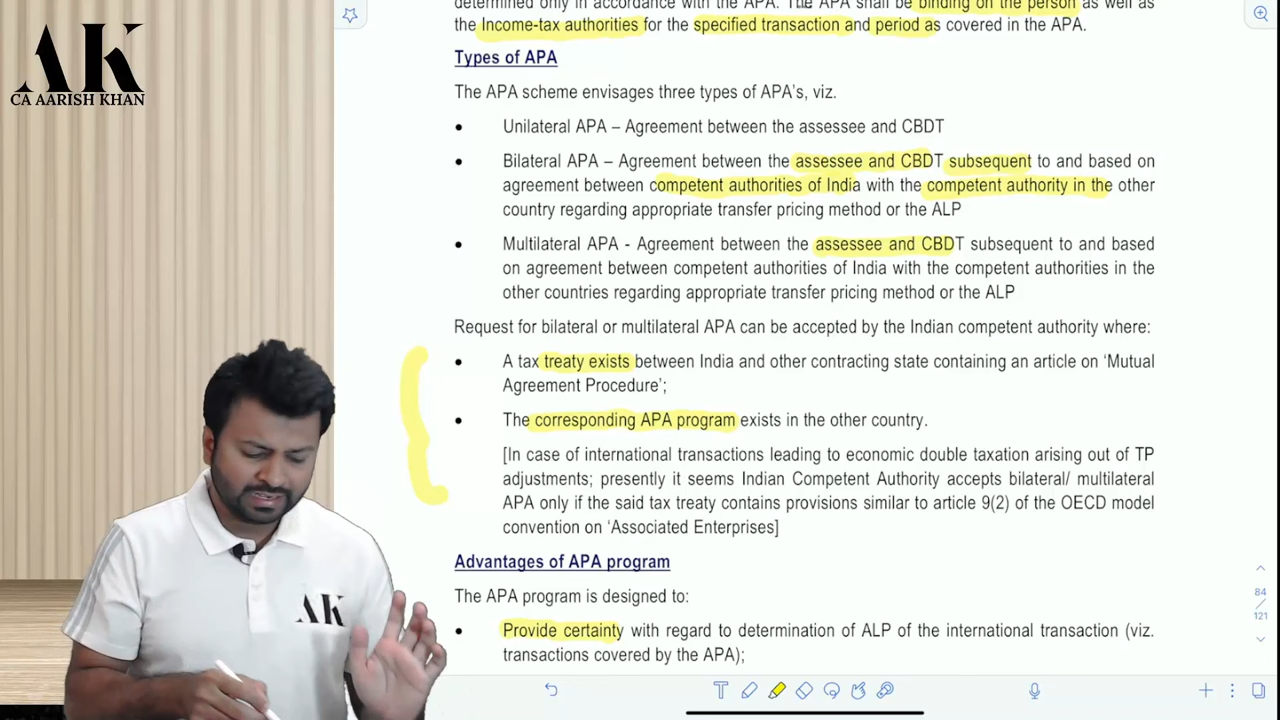 AK
CA AARISH KHAN
determined only in accordance with the APA. The APA shall be binding on the person as well as
the Income-tax authorities for the specified transaction and period as covered in the APA.
Types of APA
The APA scheme envisages three types of APA's, viz.
• Unilateral APA – Agreement between the assessee and CBDT
• Bilateral APA – Agreement between the assessee and CBDT subsequent to and based on
agreement between competent authorities of India with the competent authority in the other
country regarding appropriate transfer pricing method or the ALP
• Multilateral APA - Agreement between the assessee and CBDT subsequent to and based
on agreement between competent authorities of India with the competent authorities in the
other countries regarding appropriate transfer pricing method or the ALP
Request for bilateral or multilateral APA can be accepted by the Indian competent authority where:
• A tax treaty exists between India and other contracting state containing an article on 'Mutual
Agreement Procedure';
• The corresponding APA program exists in the other country.
[In case of international transactions leading to economic double taxation arising out of TP
adjustments; presently it seems Indian Competent Authority accepts bilateral/ multilateral
APA only if the said tax treaty contains provisions similar to article 9(2) of the OECD model
convention on 'Associated Enterprises]
Advantages of APA program
The APA program is designed to:
• Provide certainty with regard to determination of ALP of the international transaction (viz.
transactions covered by the APA);
84
121
AK
T